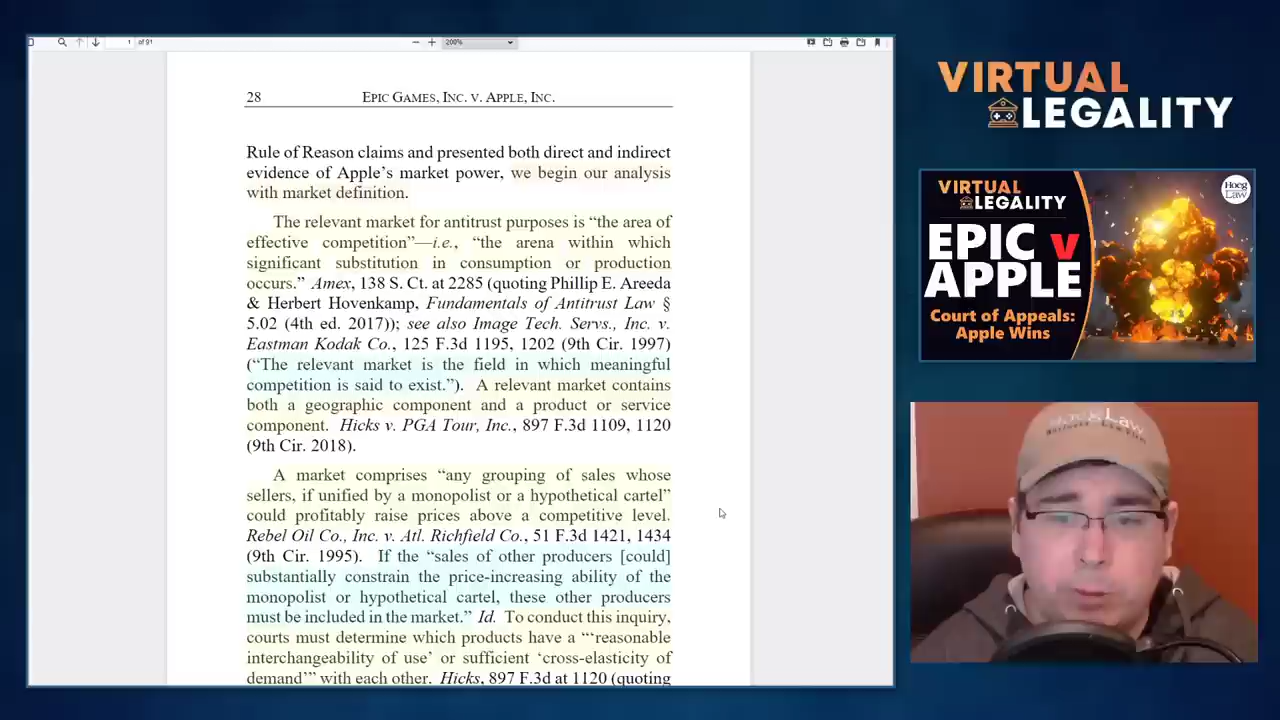 1 of 91
200%
28 EPIC GAMES, INC. V. APPLE, INC.
Rule of Reason claims and presented both direct and indirect
evidence of Apple's market power, we begin our analysis
with market definition.
The relevant market for antitrust purposes is “the area of
effective competition”—i.e., “the arena within which
significant substitution in consumption or production
occurs.” Amex, 138 S. Ct. at 2285 (quoting Phillip E. Areeda
& Herbert Hovenkamp, Fundamentals of Antitrust Law §
5.02 (4th ed. 2017)); see also Image Tech. Servs., Inc. v.
Eastman Kodak Co., 125 F.3d 1195, 1202 (9th Cir. 1997)
(“The relevant market is the field in which meaningful
competition is said to exist.”). A relevant market contains
both a geographic component and a product or service
component. Hicks v. PGA Tour, Inc., 897 F.3d 1109, 1120
(9th Cir. 2018).
A market comprises “any grouping of sales whose
sellers, if unified by a monopolist or a hypothetical cartel”
could profitably raise prices above a competitive level.
Rebel Oil Co., Inc. v. Atl. Richfield Co., 51 F.3d 1421, 1434
(9th Cir. 1995). If the “sales of other producers [could]
substantially constrain the price-increasing ability of the
monopolist or hypothetical cartel, these other producers
must be included in the market.” Id. To conduct this inquiry,
courts must determine which products have a “‘reasonable
interchangeability of use’ or sufficient ‘cross-elasticity of
demand’” with each other. Hicks, 897 F.3d at 1120 (quoting
VIRTUAL
LEGALITY
VIRTUAL
LEGALITY
Hoeg
Law
EPIC v
APPLE
Court of Appeals:
Apple Wins
Hoeg Law